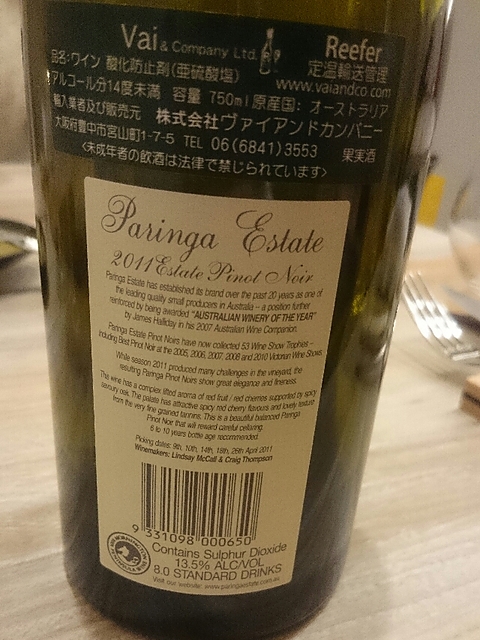 Vai & Company Ltd.
Reefer
定温輸送管理
www.vaiandco.com
品名:ワイン 酸化防止剤(亜硫酸塩)
アルコール分14度未満 容量 750ml 原産国: オーストラリア
輸入業者及び販売元 株式会社ヴァイアンドカンパニー
大阪府豊中市宮山町1-7-5 TEL 06(6841)3553
<未成年者の飲酒は法律で禁じられています>
果実酒
Paringa Estate
2011 Estate Pinot Noir
Paringa Estate has established its brand over the past 20 years as one of
the leading quality small producers in Australia – a position further
reinforced by being awarded "AUSTRALIAN WINERY OF THE YEAR"
by James Halliday in his 2007 Australian Wine Companion.
Paringa Estate Pinot Noirs have now collected 53 Wine Show Trophies –
including Best Pinot Noir at the 2005, 2006, 2007, 2008 and 2010 Victorian Wine Shows.
While season 2011 produced many challenges in the vineyard, the
resulting Paringa Pinot Noirs show great elegance and finesse.
This wine has a complex lifted aroma of red fruit / red cherries supported by spicy
savoury oak. The palate has attractive spicy red cherry flavours and lovely texture
from the very fine grained tannins. This is a beautiful balanced Paringa
Pinot Noir that will reward careful cellaring.
6 to 10 years bottle age recommended.
Picking dates: 9th, 10th, 14th, 18th, 26th April 2011
Winemakers: Lindsay McCall & Craig Thompson
9 331098 000650
Contains Sulphur Dioxide
13.5% ALC/VOL
8.0 STANDARD DRINKS
Visit our website: www.paringaestate.com.au